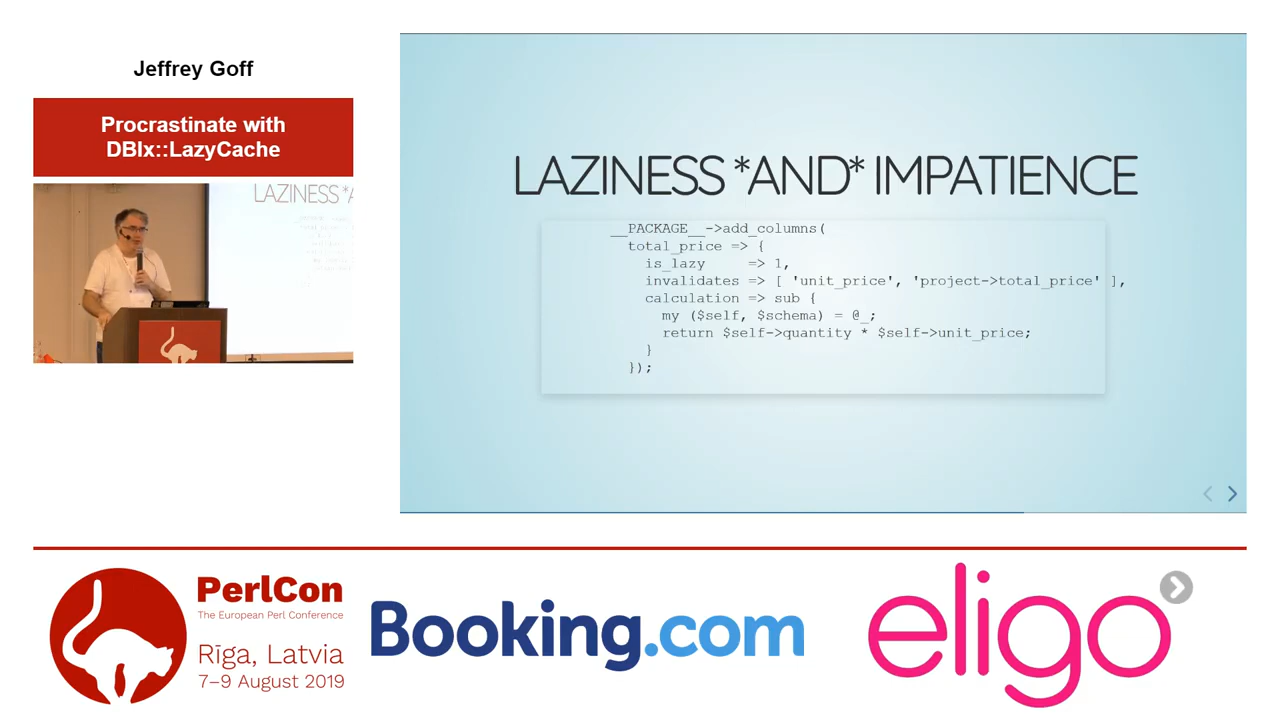 Jeffrey Goff
Procrastinate with
DBIx::LazyCache
LAZINESS *A
LAZINESS *AND* IMPATIENCE
__PACKAGE__->add_columns(
total_price => {
is_lazy => 1,
invalidates => [ 'unit_price', 'project->total_price' ],
calculation => sub {
my ($self, $schema) = @_;
return $self->quantity * $self->unit_price;
}
});
PerlCon
The European Perl Conference
Rīga, Latvia
7–9 August 2019
Booking.com
eligo